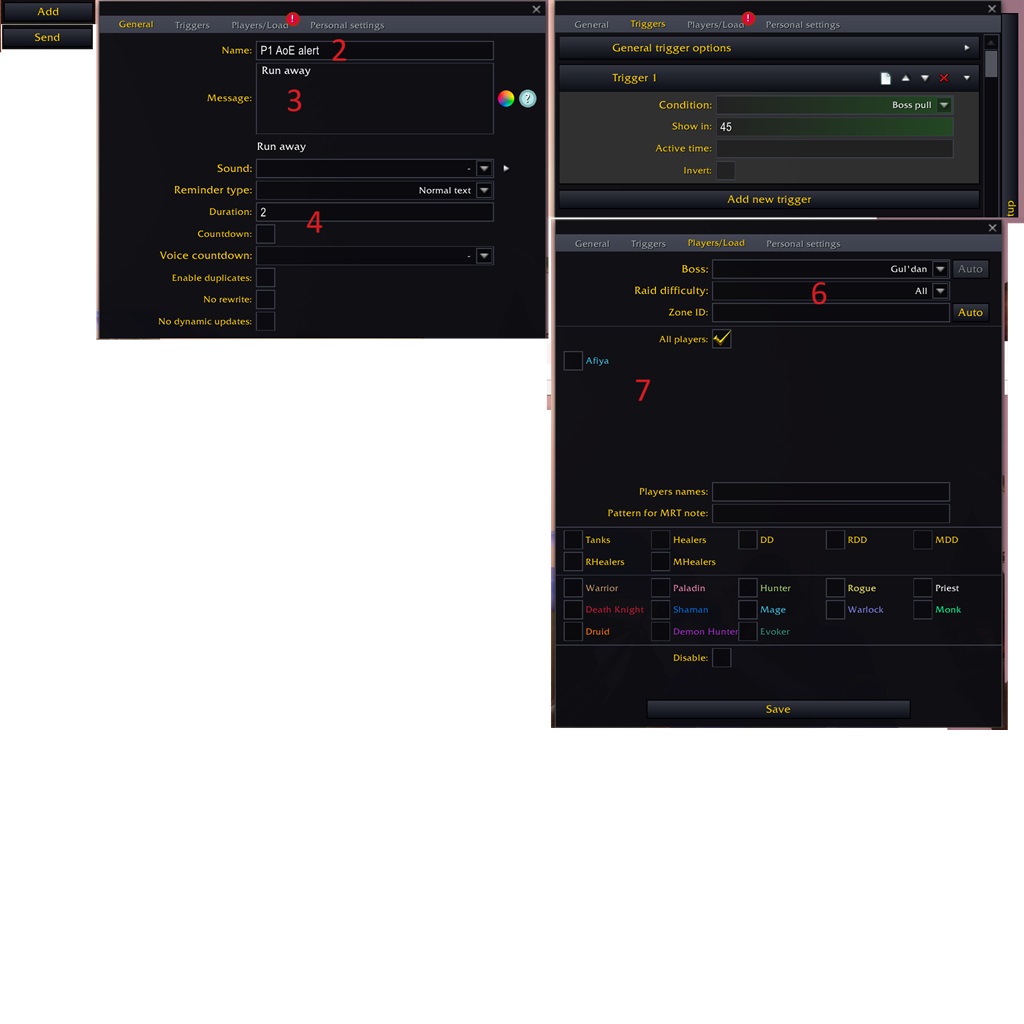 Add
Send
General Triggers Players/Load ! Personal settings
Name: P1 AoE alert 2
Run away
Message: 3 ?
Run away
Sound: -
Reminder type: Normal text
Duration: 2
4
Countdown:
Voice countdown: -
Enable duplicates:
No rewrite:
No dynamic updates:
General Triggers Players/Load ! Personal settings
General trigger options
Trigger 1
Condition: Boss pull
Show in: 45
Active time:
Invert:
Add new trigger
dup
General Triggers Players/Load Personal settings
Boss: Gul'dan Auto
Raid difficulty: 6 All
Zone ID: Auto
All players:
Afiya
7
Players names:
Pattern for MRT note:
Tanks Healers DD RDD MDD
RHealers MHealers
Warrior Paladin Hunter Rogue Priest
Death Knight Shaman Mage Warlock Monk
Druid Demon Hunter Evoker
Disable:
Save